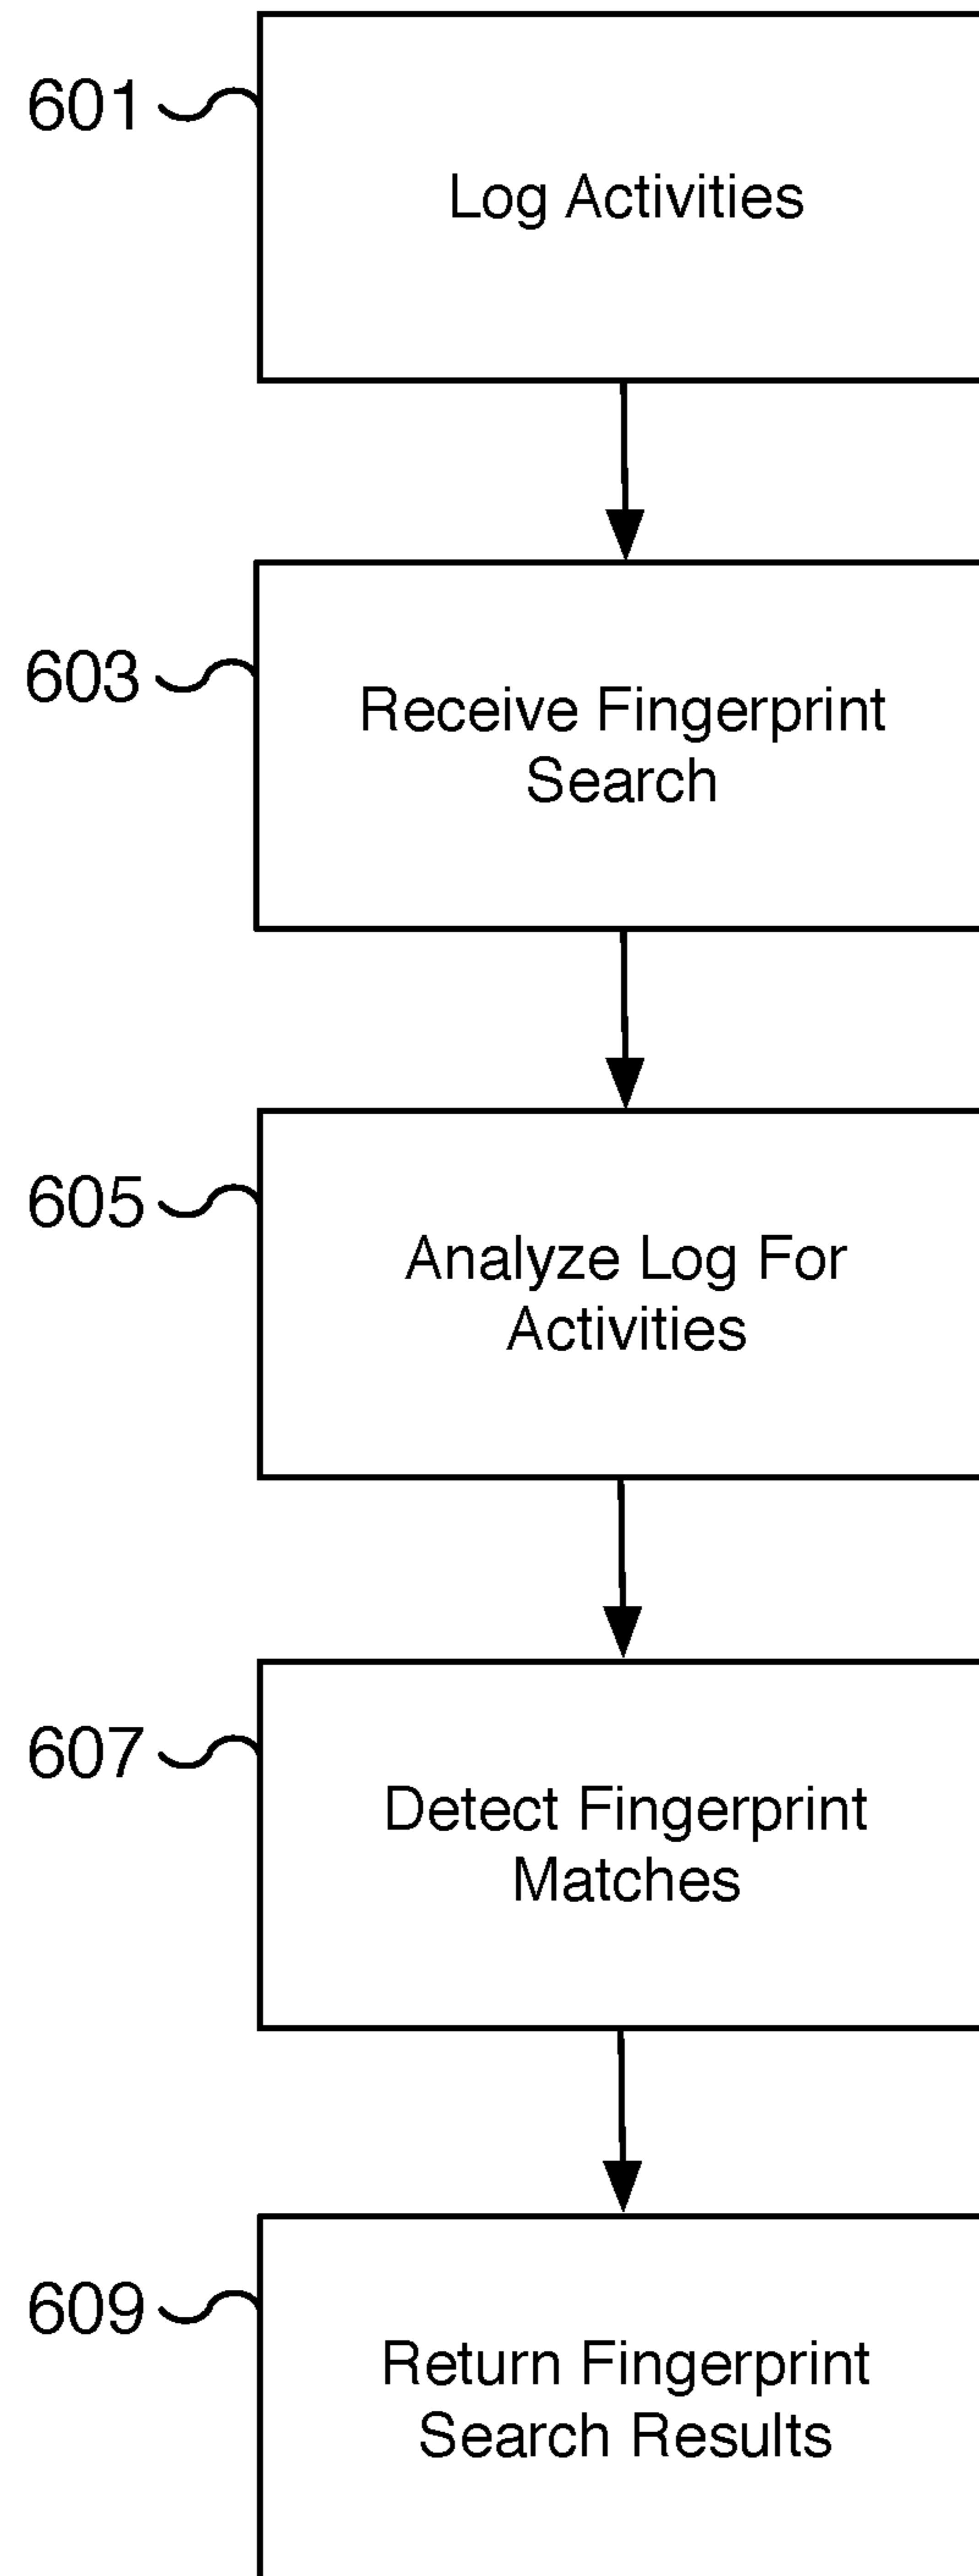 601
Log Activities
603
Receive Fingerprint
Search
605
Analyze Log For
Activities
607
Detect Fingerprint
Matches
609
Return Fingerprint
Search Results